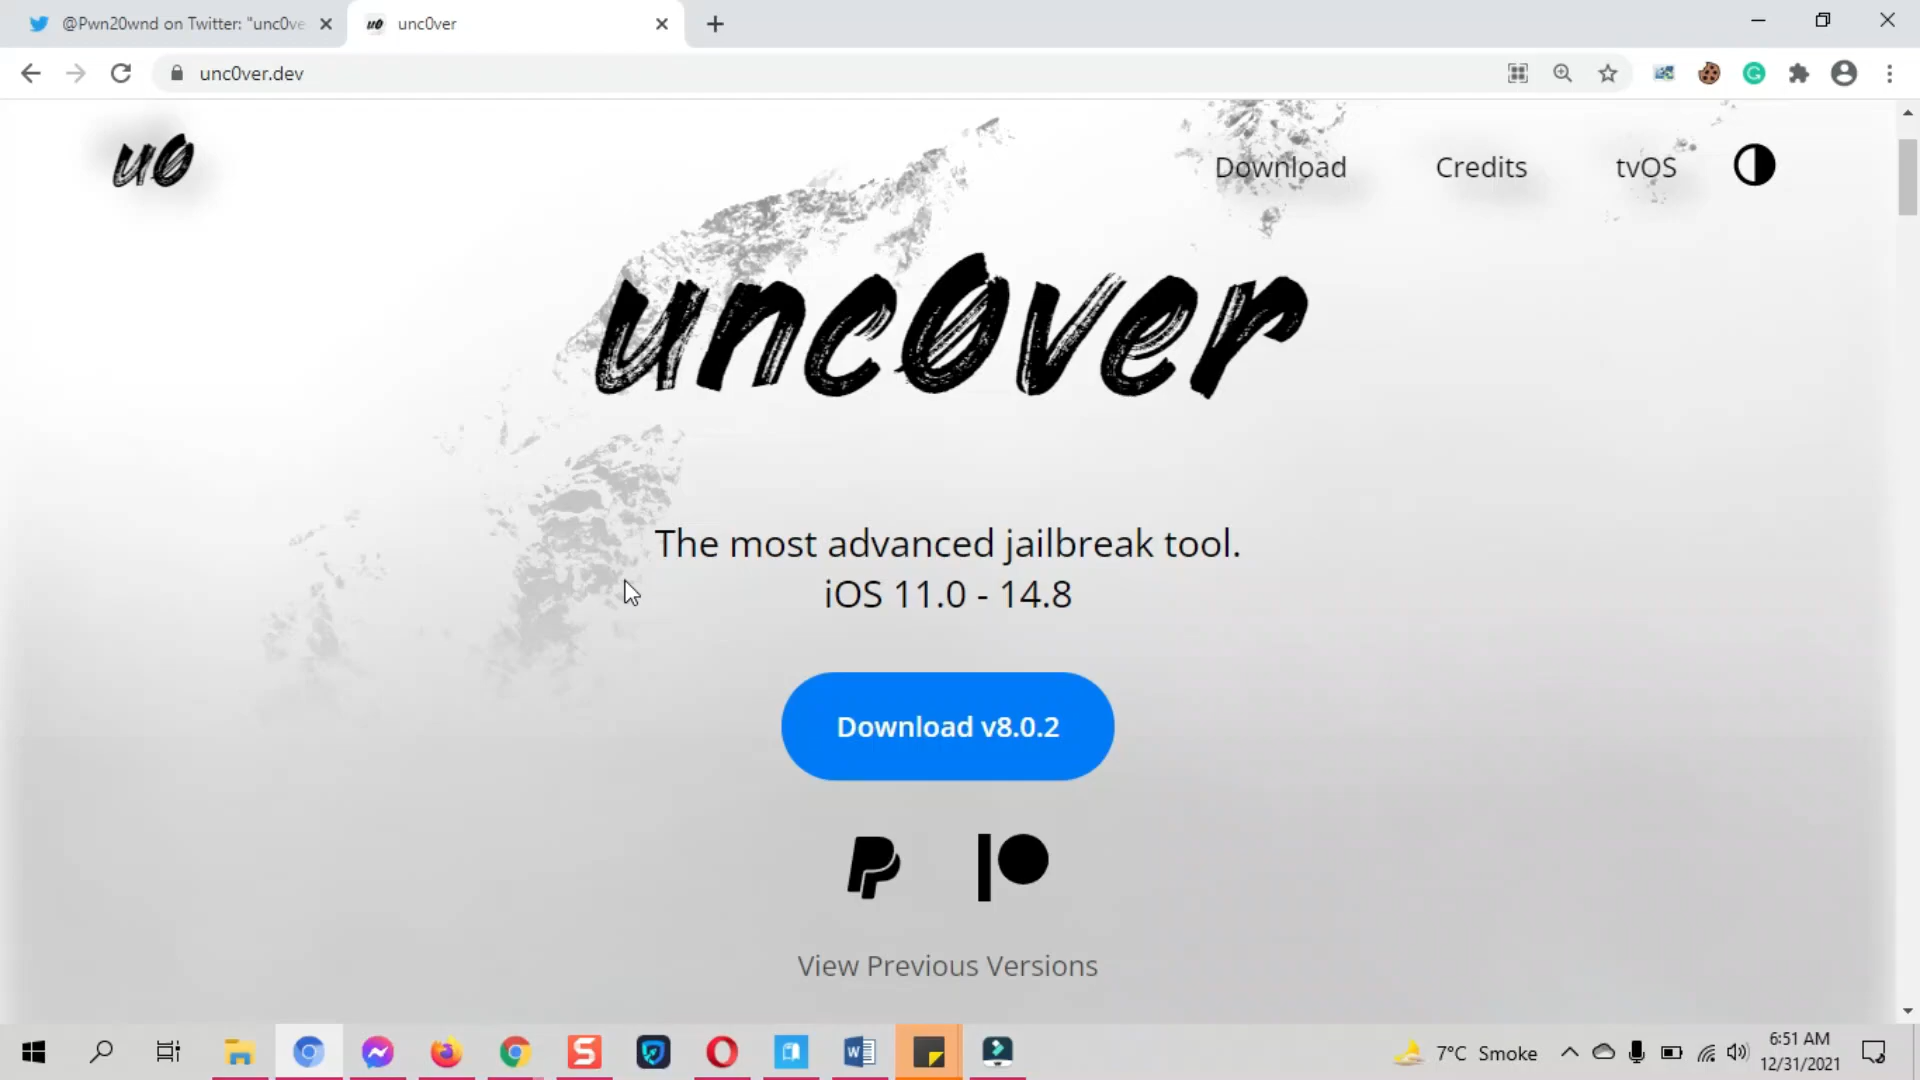 @Pwn20wnd on Twitter: "unc0ve
unc0ver
unc0ver.dev
u0
Download
Credits
tvOS
unc0ver
The most advanced jailbreak tool.
iOS 11.0 - 14.8
Download v8.0.2
View Previous Versions
7°C Smoke
6:51 AM
12/31/2021